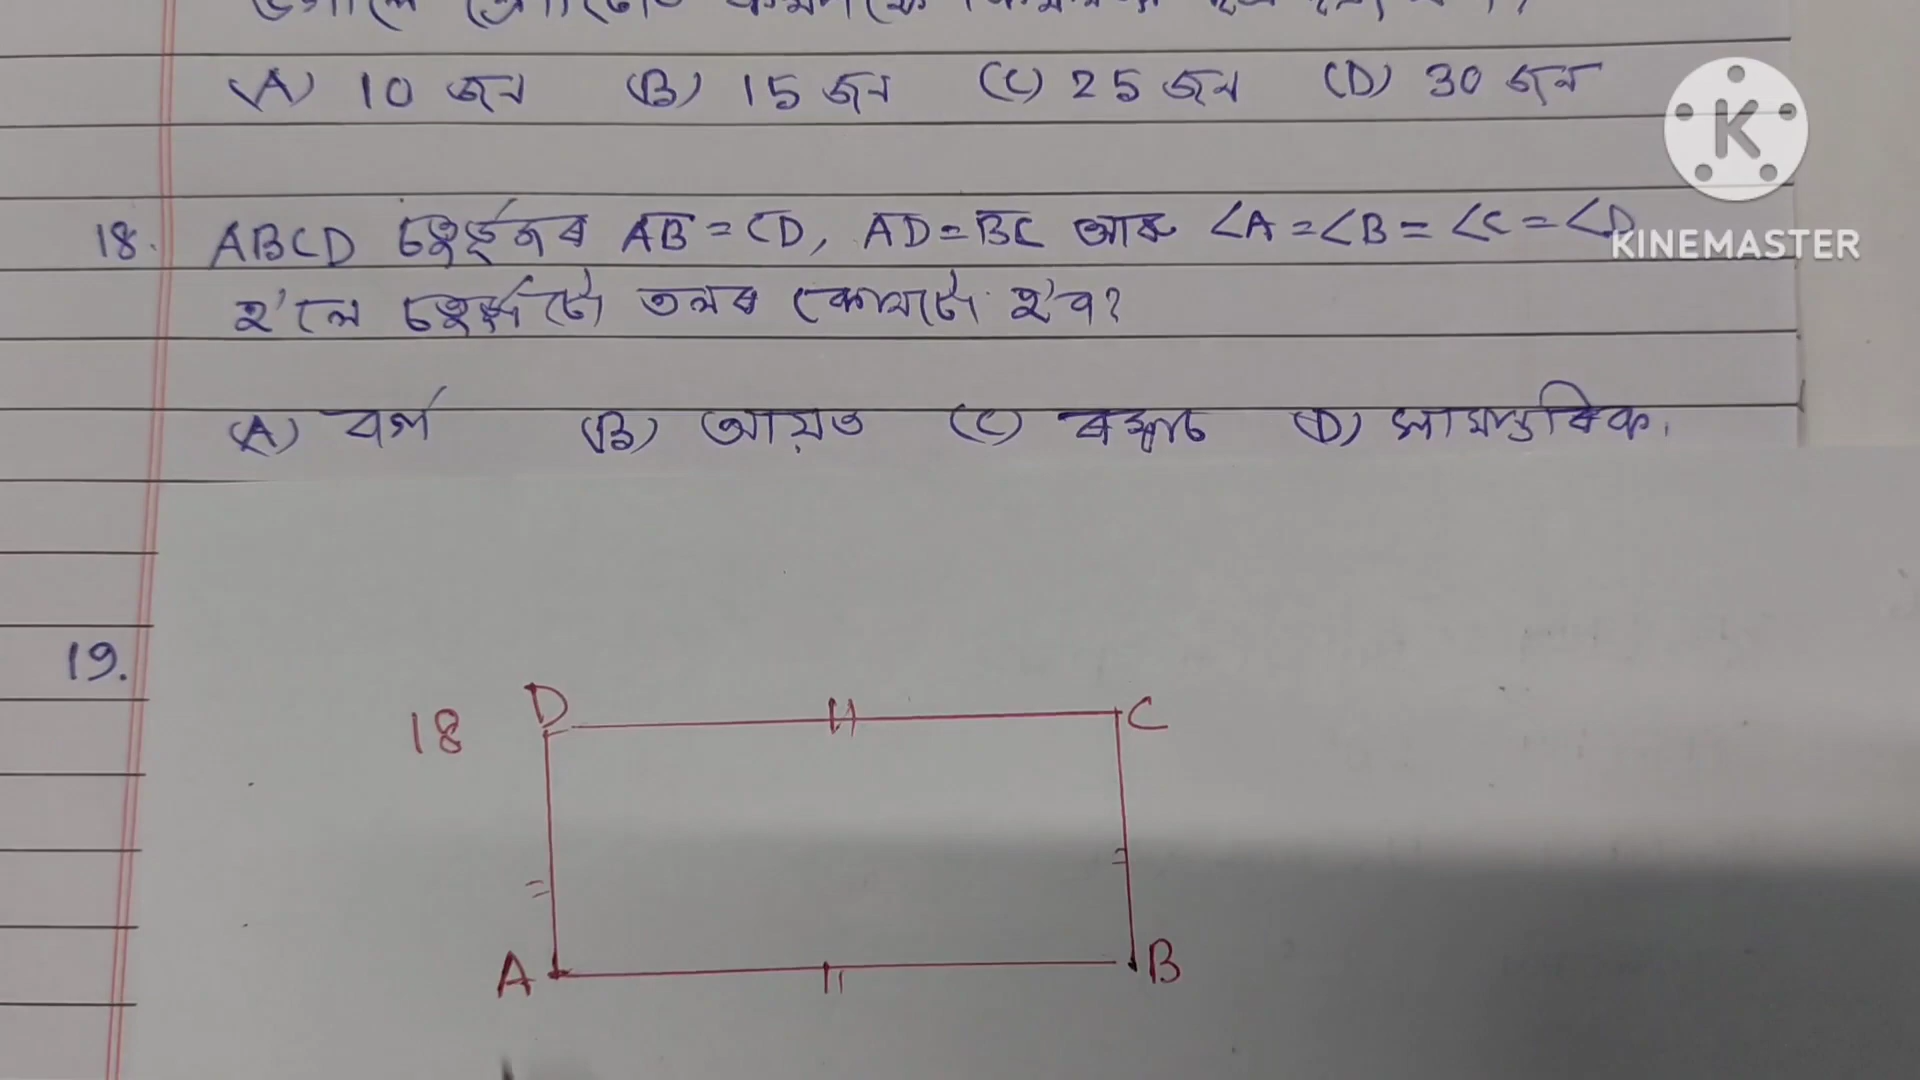 (A) 10 জন (B) 15 জন (C) 25 জন (D) 30 জন
K
KINEMASTER
18. ABCD চতুৰ্ভূজৰ AB = CD, AD = BC আৰু ∠A = ∠B = ∠C = ∠D
হ'লে চতুৰ্ভূজটো তলৰ কোনটো হ'ব?
(A) বৰ্গ (B) আয়ত (C) ৰম্বাচ (D) সামান্তৰিক।
19.
18 D C
A B